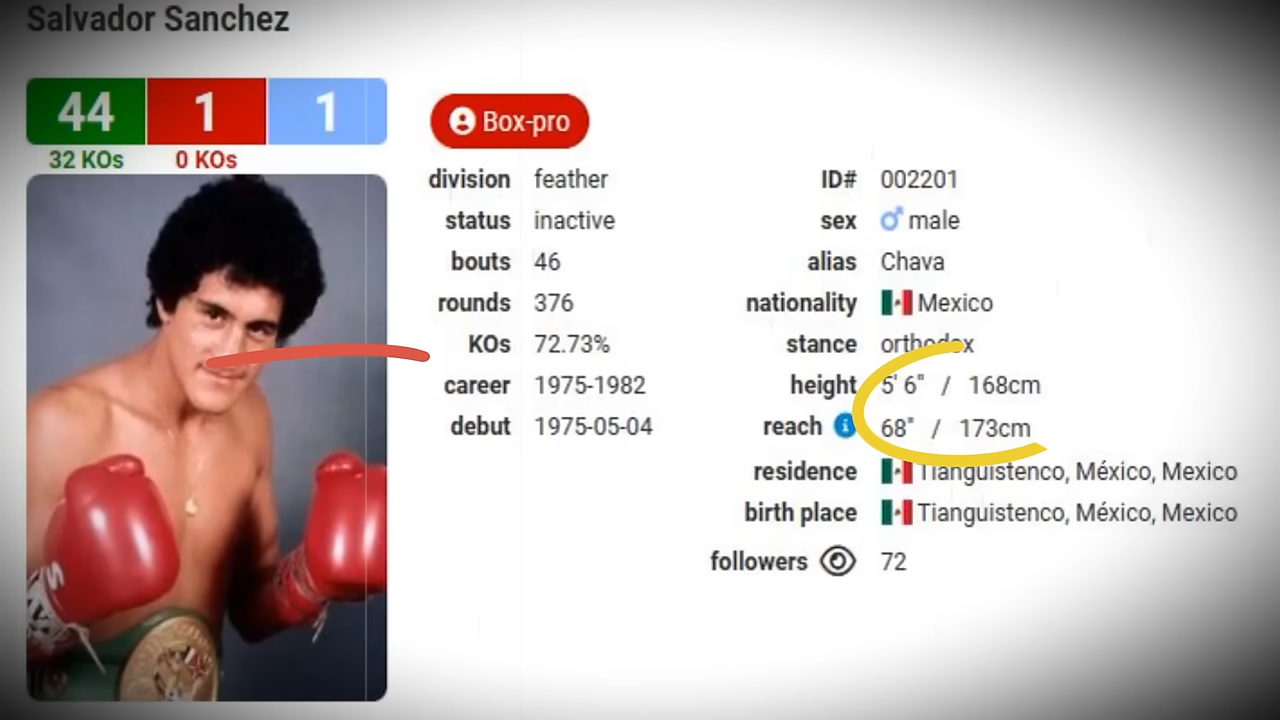 Salvador Sanchez
44 1 1
32 KOs 0 KOs
Box-pro
division feather
status inactive
bouts 46
rounds 376
KOs 72.73%
career 1975-1982
debut 1975-05-04
ID# 002201
sex male
alias Chava
nationality Mexico
stance orthodox
height 5' 6" / 168cm
reach 68" / 173cm
residence Tianguistenco, México, Mexico
birth place Tianguistenco, México, Mexico
followers 72